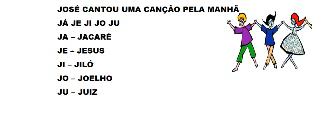 JOSÉ CANTOU UMA CANÇÃO PELA MANHÃ
JÁ JE JI JO JU
JA – JACARÉ
JE – JESUS
JI – JILÓ
JO – JOELHO
JU – JUIZ